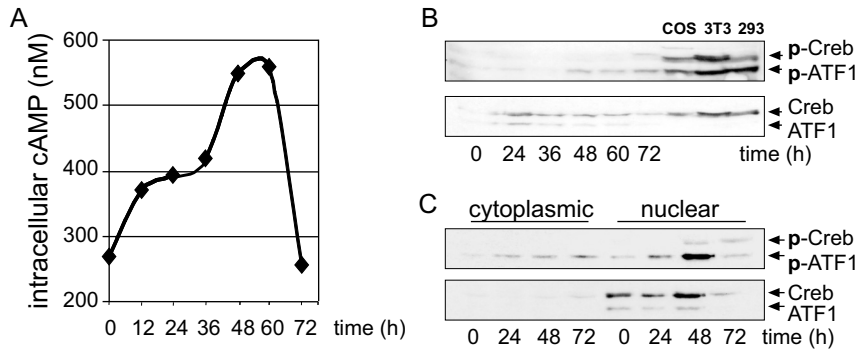 A
intracellular cAMP (nM)
600
500
400
300
200
0 12 24 36 48 60 72 time (h)
B
COS 3T3 293
p-Creb
p-ATF1
Creb
ATF1
0 24 36 48 60 72 time (h)
C
cytoplasmic nuclear
p-Creb
p-ATF1
Creb
ATF1
0 24 48 72 0 24 48 72 time (h)